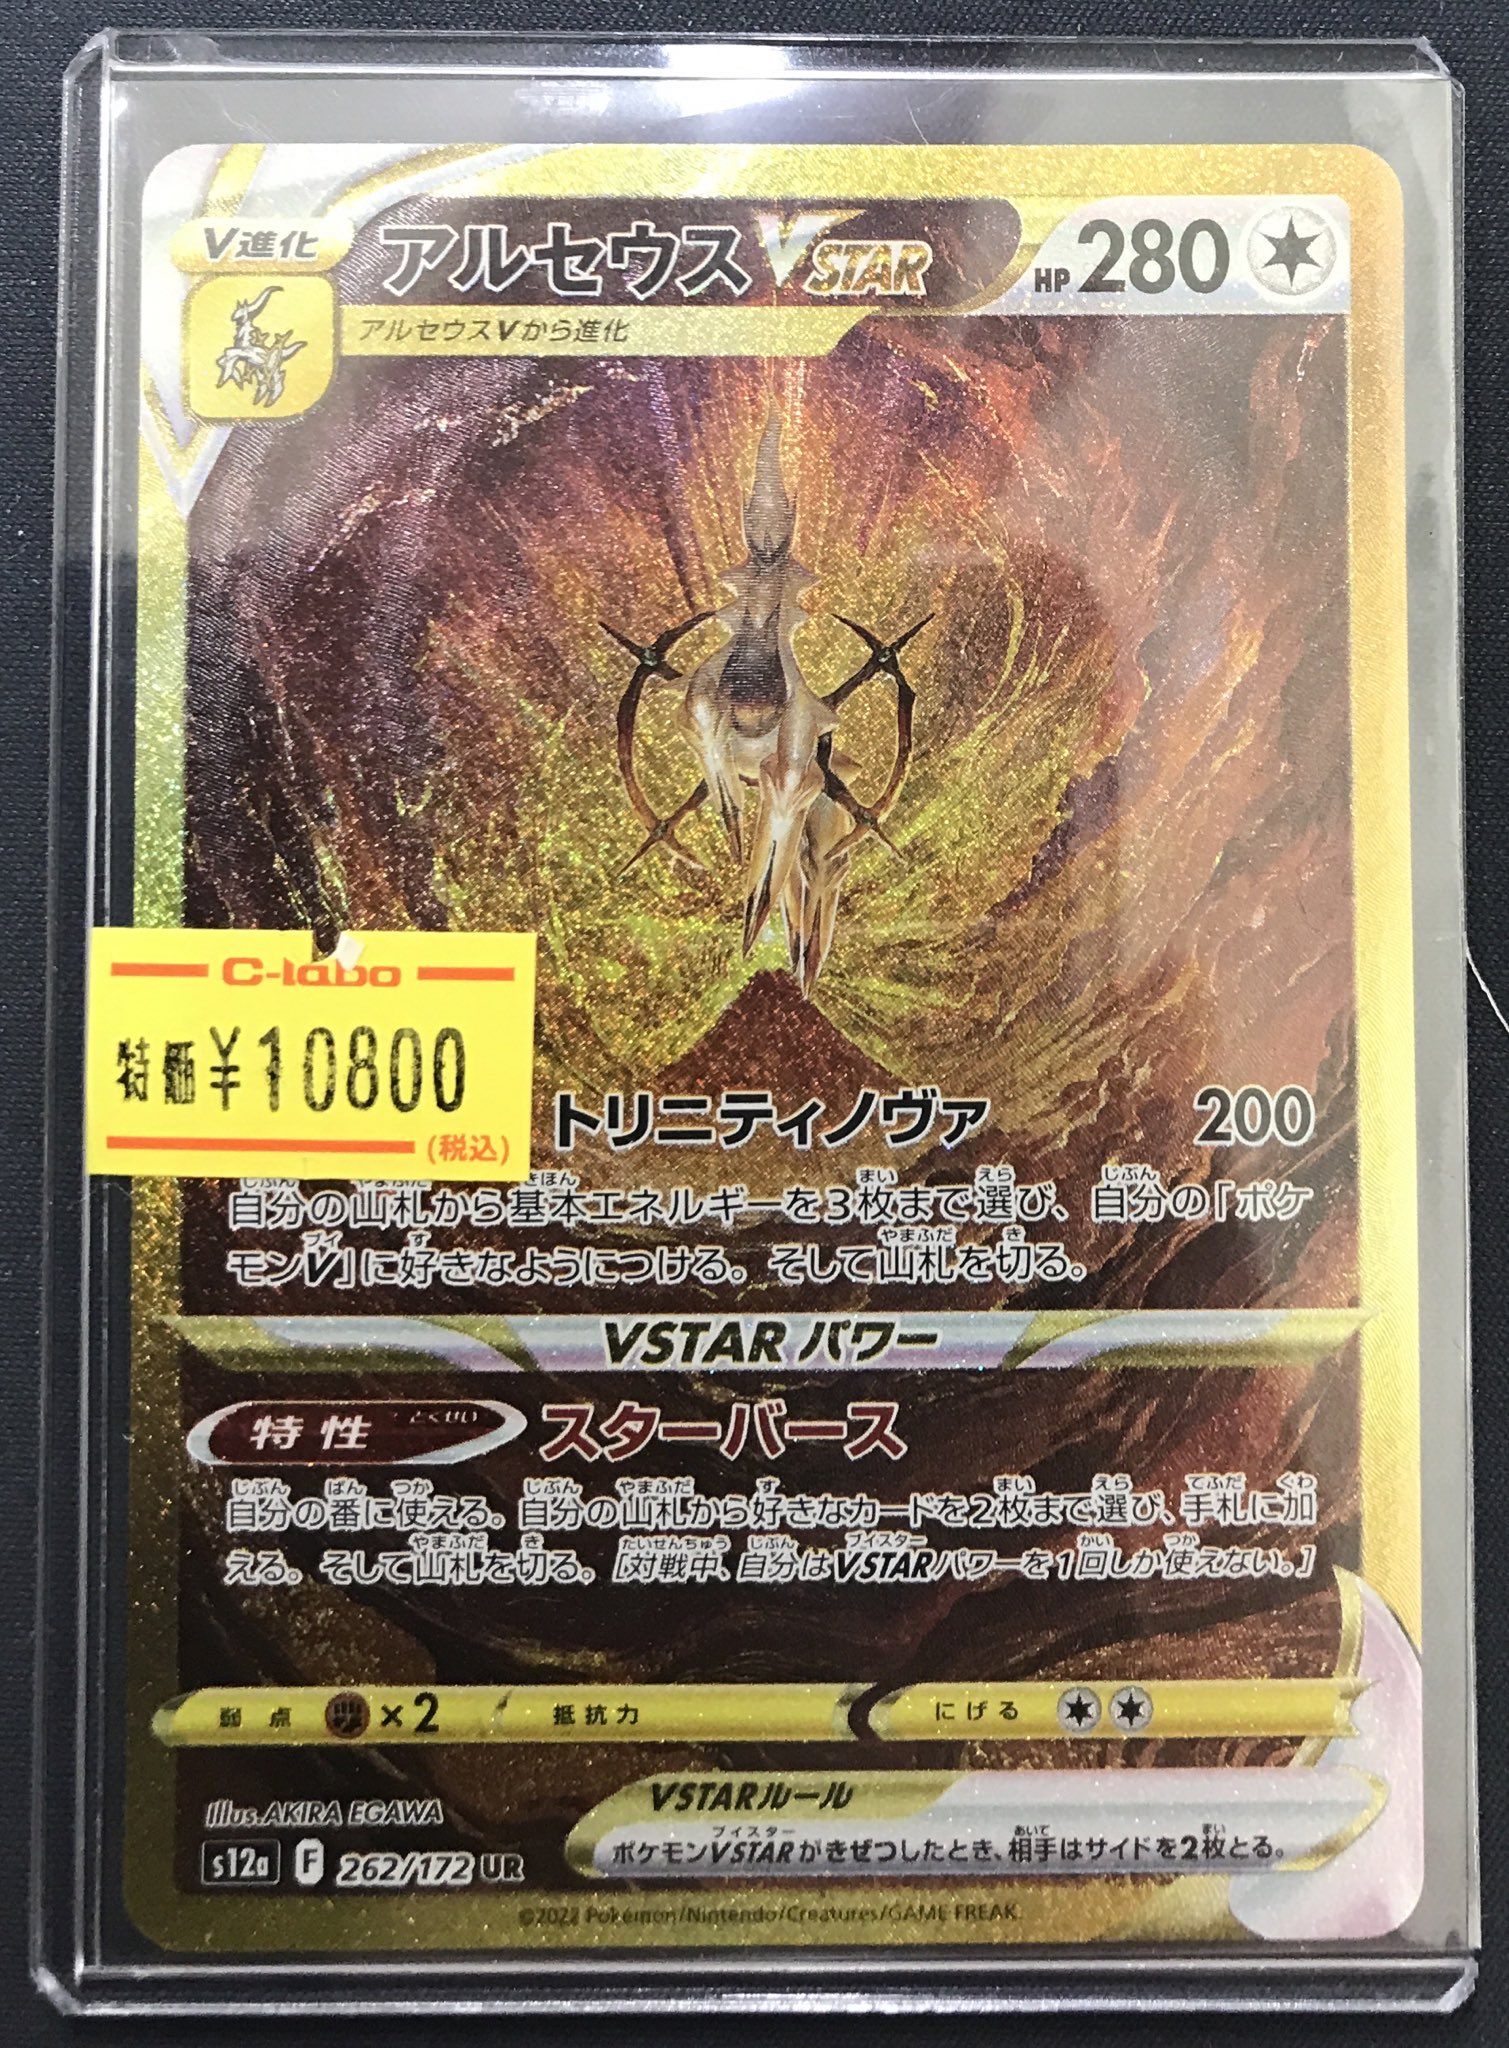 V進化
アルセウスVSTAR
HP 280
アルセウスVから進化
C-labo
特価¥10800
(税込)
トリニティノヴァ 200
自分の山札から基本エネルギーを3枚まで選び、自分の「ポケ
モンV」に好きなようにつける。そして山札を切る。
VSTARパワー
特性 とくせい スターバース
自分の番に使える。自分の山札から好きなカードを2枚まで選び、手札に加
える。そして山札を切る。[対戦中、自分はVSTARパワーを1回しか使えない。]
弱点 ×2 抵抗力 にげる
Illus.AKIRA EGAWA
VSTARルール
ポケモンVSTARがきぜつしたとき、相手はサイドを2枚とる。
s12a F 262/172 UR
©2022 Pokémon/Nintendo/Creatures/GAME FREAK.